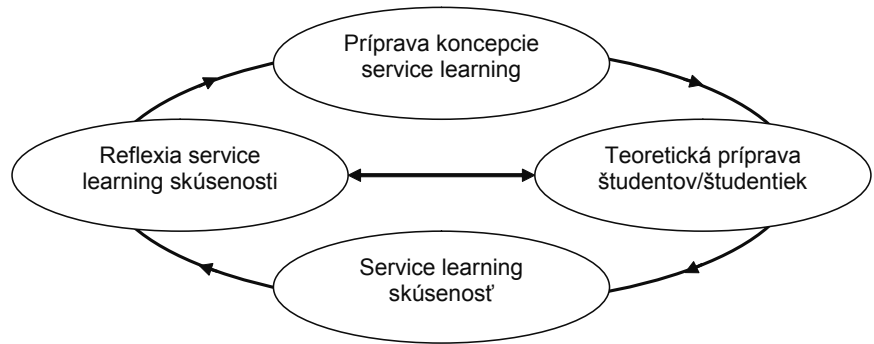 Príprava koncepcie
service learning
Reflexia service
learning skúsenosti
Teoretická príprava
študentov/študentiek
Service learning
skúsenosť